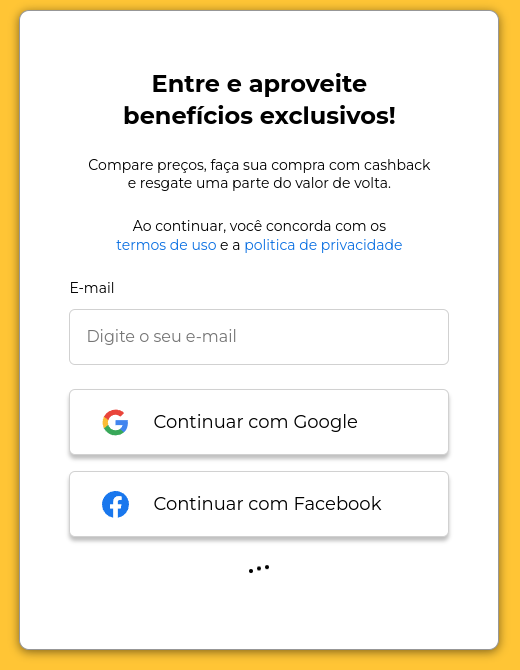 Entre e aproveite
benefícios exclusivos!
Compare preços, faça sua compra com cashback
e resgate uma parte do valor de volta.
Ao continuar, você concorda com os
termos de uso e a política de privacidade
E-mail
Digite o seu e-mail
Continuar com Google
Continuar com Facebook